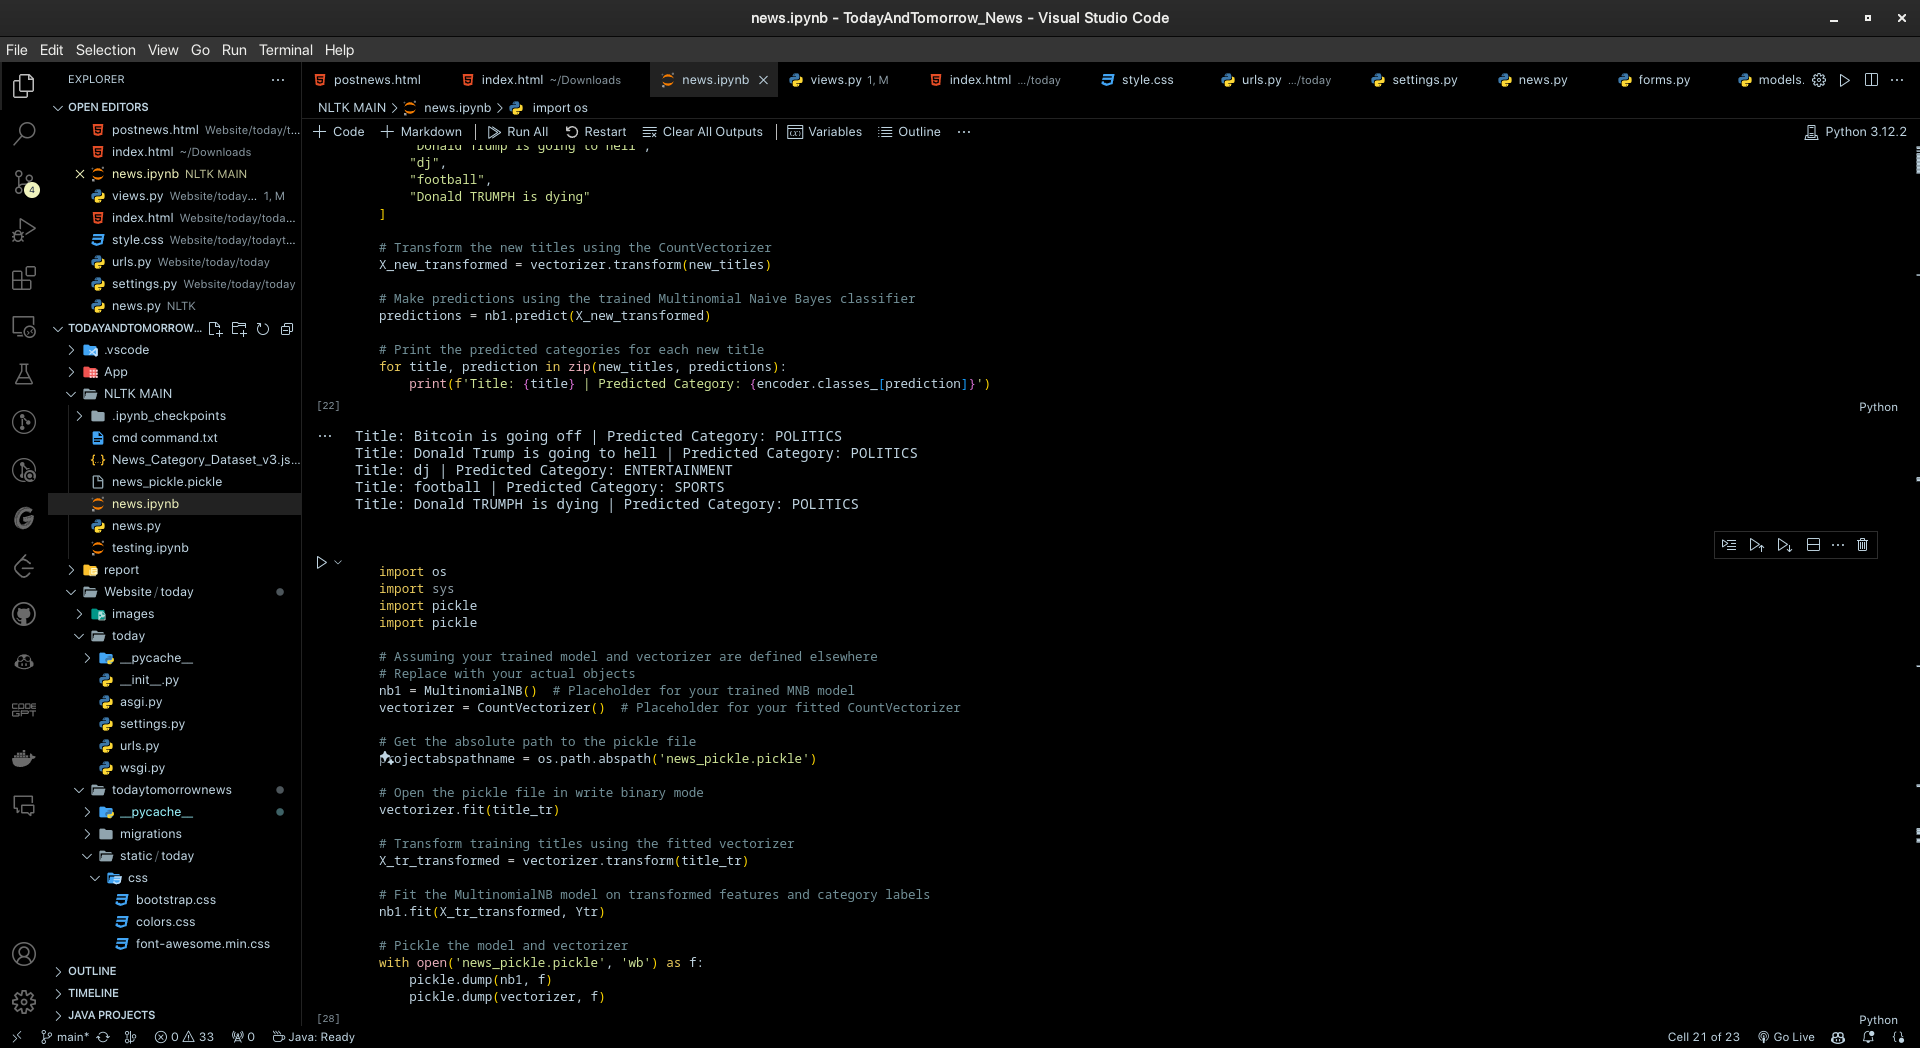 news.ipynb - TodayAndTomorrow_News - Visual Studio Code
File Edit Selection View Go Run Terminal Help
EXPLORER
OPEN EDITORS
postnews.html Website/today/t...
index.html ~/Downloads
news.ipynb NLTK MAIN
views.py Website/today... 1, M
index.html Website/today/toda...
style.css Website/today/todayt...
urls.py Website/today/today
settings.py Website/today/today
news.py NLTK
TODAYANDTOMORROW...
.vscode
App
NLTK MAIN
.ipynb_checkpoints
cmd command.txt
News_Category_Dataset_v3.js...
news_pickle.pickle
news.ipynb
news.py
testing.ipynb
report
Website / today
images
today
__pycache__
__init__.py
asgi.py
settings.py
urls.py
wsgi.py
todaytomorrownews
__pycache__
migrations
static / today
css
bootstrap.css
colors.css
font-awesome.min.css
OUTLINE
TIMELINE
JAVA PROJECTS
4
CODE
GPT
postnews.html index.html ~/Downloads news.ipynb views.py 1, M index.html .../today style.css urls.py .../today settings.py news.py forms.py models.
NLTK MAIN > news.ipynb > import os
+ Code + Markdown | Run All Restart Clear All Outputs | Variables Outline ...
Python 3.12.2
"Donald Trump is going to hell",
"dj",
"football",
"Donald TRUMPH is dying"
]
# Transform the new titles using the CountVectorizer
X_new_transformed = vectorizer.transform(new_titles)
# Make predictions using the trained Multinomial Naive Bayes classifier
predictions = nb1.predict(X_new_transformed)
# Print the predicted categories for each new title
for title, prediction in zip(new_titles, predictions):
print(f'Title: {title} | Predicted Category: {encoder.classes_[prediction]}')
[22]
Python
Title: Bitcoin is going off | Predicted Category: POLITICS
Title: Donald Trump is going to hell | Predicted Category: POLITICS
Title: dj | Predicted Category: ENTERTAINMENT
Title: football | Predicted Category: SPORTS
Title: Donald TRUMPH is dying | Predicted Category: POLITICS
import os
import sys
import pickle
import pickle
# Assuming your trained model and vectorizer are defined elsewhere
# Replace with your actual objects
nb1 = MultinomialNB() # Placeholder for your trained MNB model
vectorizer = CountVectorizer() # Placeholder for your fitted CountVectorizer
# Get the absolute path to the pickle file
projectabspathname = os.path.abspath('news_pickle.pickle')
# Open the pickle file in write binary mode
vectorizer.fit(title_tr)
# Transform training titles using the fitted vectorizer
X_tr_transformed = vectorizer.transform(title_tr)
# Fit the MultinomialNB model on transformed features and category labels
nb1.fit(X_tr_transformed, Ytr)
# Pickle the model and vectorizer
with open('news_pickle.pickle', 'wb') as f:
pickle.dump(nb1, f)
pickle.dump(vectorizer, f)
[28]
Python
main* 0 33 0 Java: Ready
Cell 21 of 23 Go Live